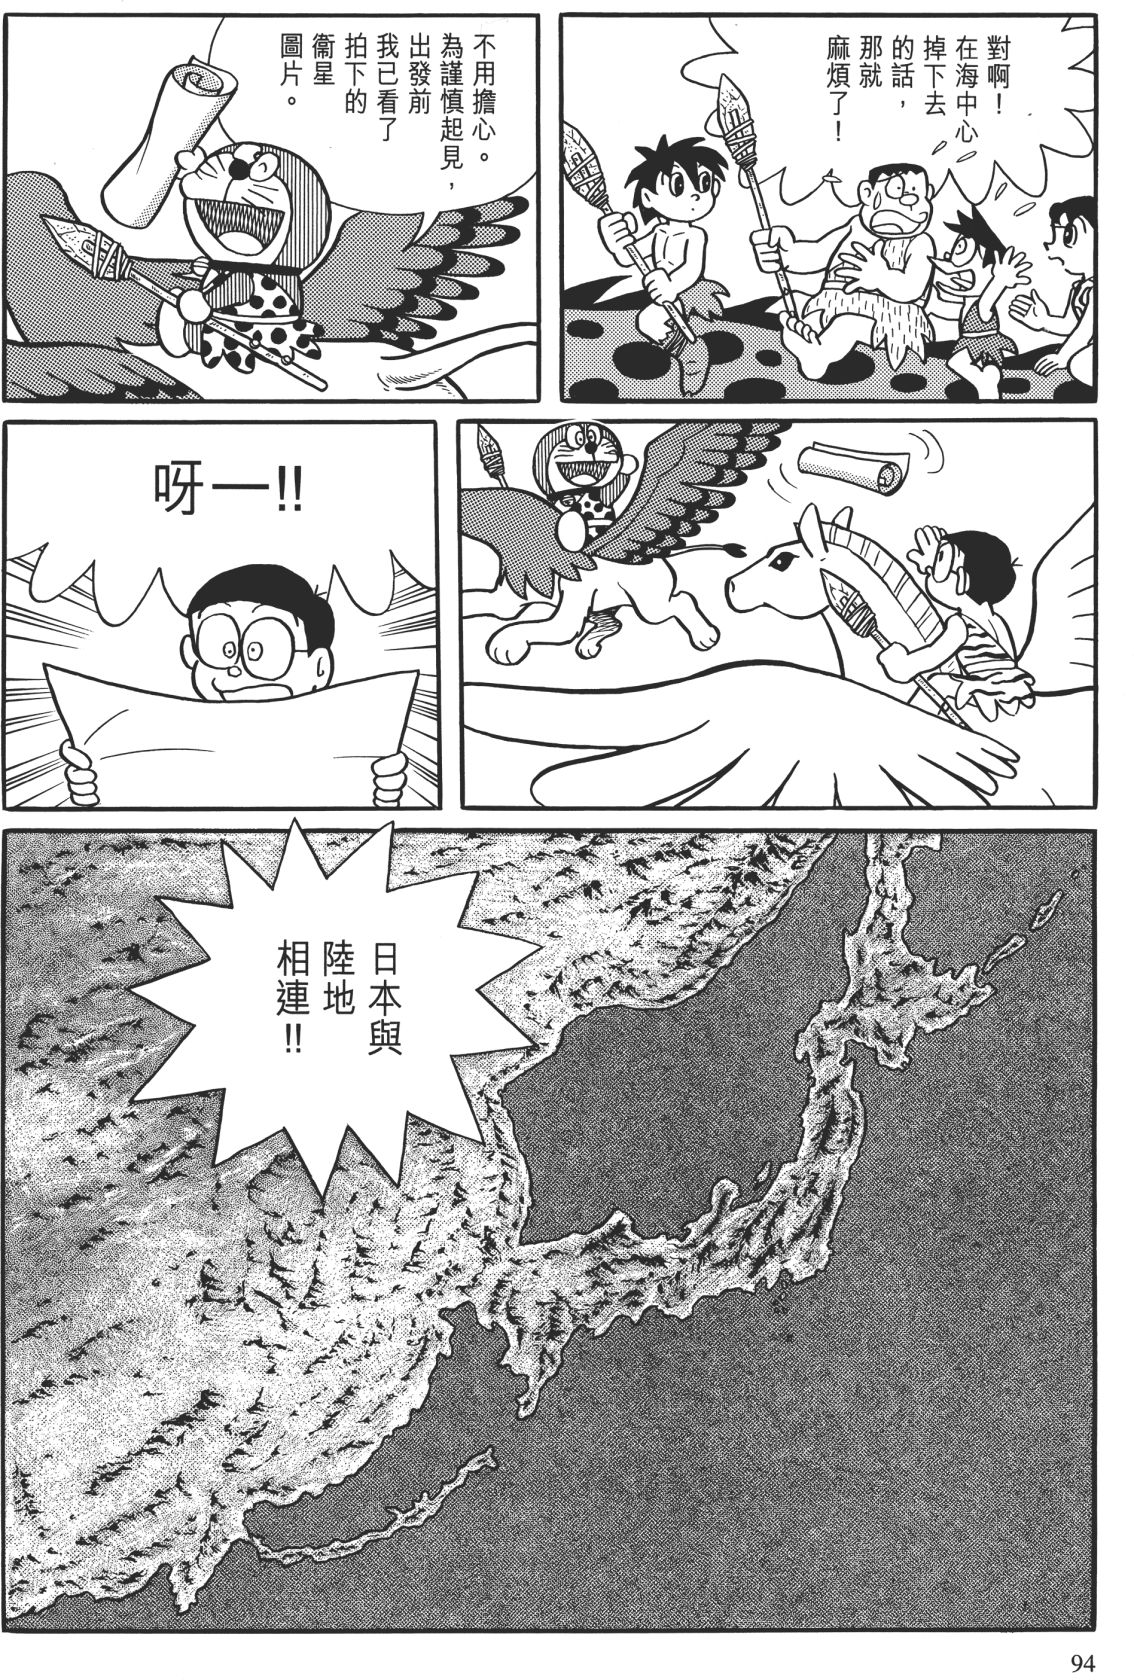 對啊！
在海中心
掉下去
的話，
那就
麻煩了！
不用擔心。
為謹慎起見，
出發前
我已看了
拍下的
衞星
圖片。
呀一!!
日本與
陸地
相連!!
94